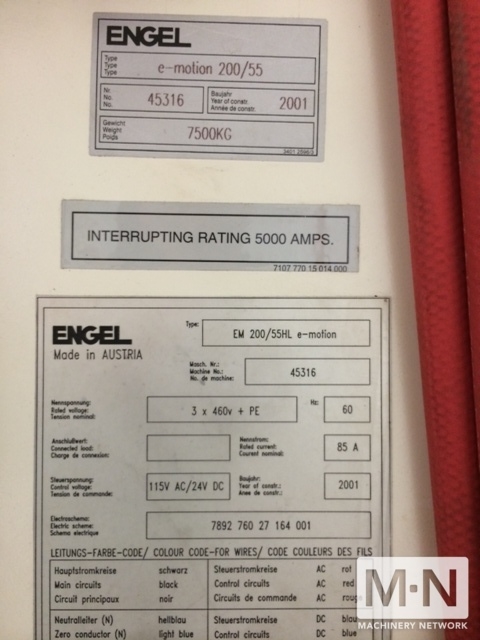 ENGEL
Type
Type
Type
e-motion 200/55
Nr.
No.
No.
45316
Baujahr
Year of constr.
Année de constr.
2001
Gewicht
Weight
Poids
7500KG
INTERRUPTING RATING 5000 AMPS.
7107 770 15 014 000
ENGEL
Made in AUSTRIA
Type:
EM 200/55HL e-motion
Masch. Nr.:
Machine No.:
No. de machine:
45316
Nennspannung:
Rated voltage:
Tension nominal:
3 x 460v + PE
Hz:
60
Anschlußwert:
Connected load:
Charge de connexion:
Nennstrom:
Rated current:
Courent nominal:
85 A
Steuerspannung:
Control voltage:
Tension de commande:
115V AC/24V DC
Baujahr:
Year of constr.:
Anee de constr.:
2001
Electroschema:
Electric scheme:
Schema electrique
7892 760 27 164 001
LEITUNGS-FARBE-CODE/ COLOUR CODE-FOR WIRES/ CODE COULEURS DES FILS
Hauptstromkreise schwarz Steuerstromkreise AC rot
Main circuits black Control circuits AC red
Circuit principaux noir Circuits de commande AC rouge
Neutralleiter (N) hellblau Steuerstromkreise DC blau
Zero conductor (N) light blue Control circuits DC blue
M-N
MACHINERY NETWORK